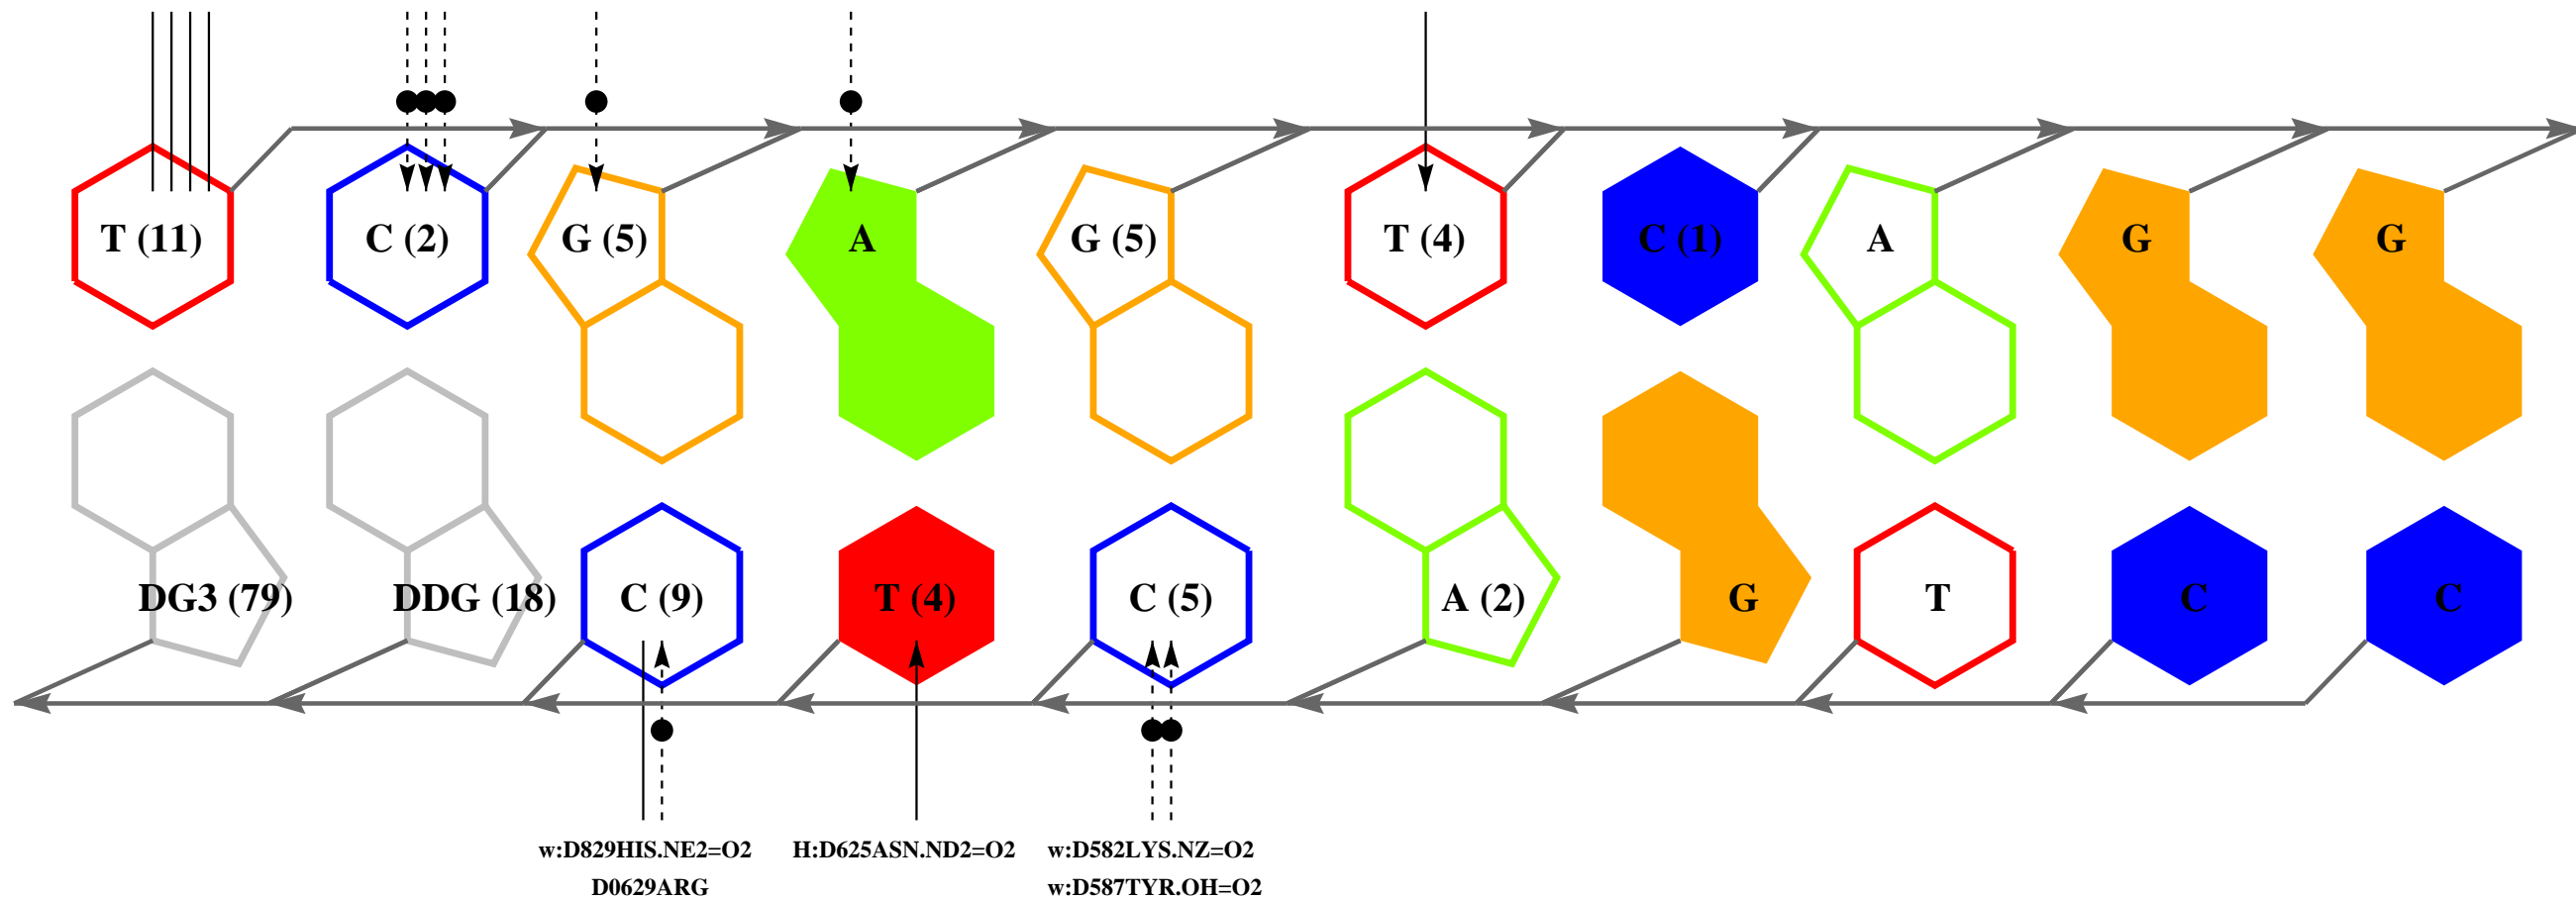 T (11) C (2) G (5) A G (5) T (4) C (1) A G G
DG3 (79) DDG (18) C (9) T (4) C (5) A (2) G T C C
w:D829HIS.NE2=O2 H:D625ASN.ND2=O2 w:D582LYS.NZ=O2
D0629ARG w:D587TYR.OH=O2